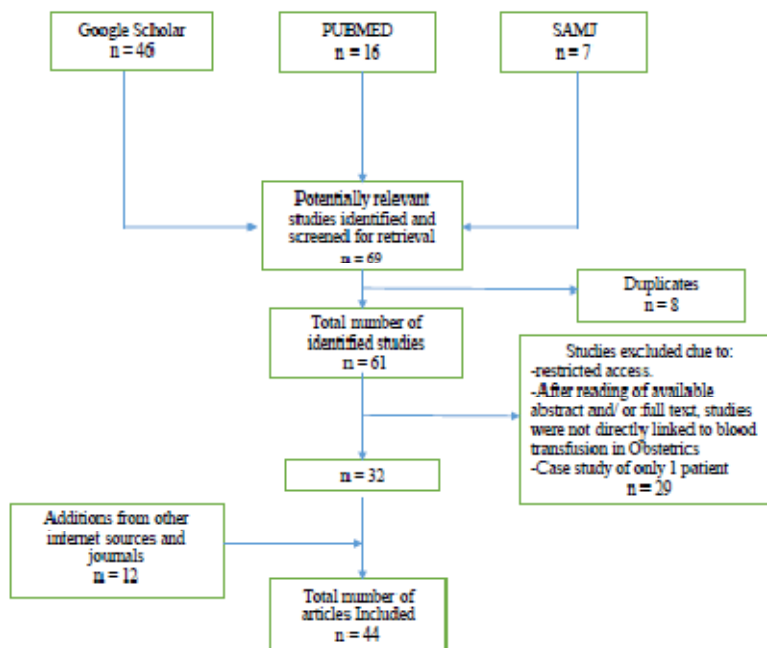 Google Scholar
n = 46
PUBMED
n = 16
SAMJ
n = 7
Potentially relevant
studies identified and
screened for retrieval
n = 69
Duplicates
n = 8
Total number of
identified studies
n = 61
Studies excluded due to:
-restricted access.
-After reading of available
abstract and/ or full text, studies
were not directly linked to blood
transfusion in Obstetrics
-Case study of only 1 patient
n = 29
n = 32
Additions from other
internet sources and
journals
n = 12
Total number of
articles Included
n = 44